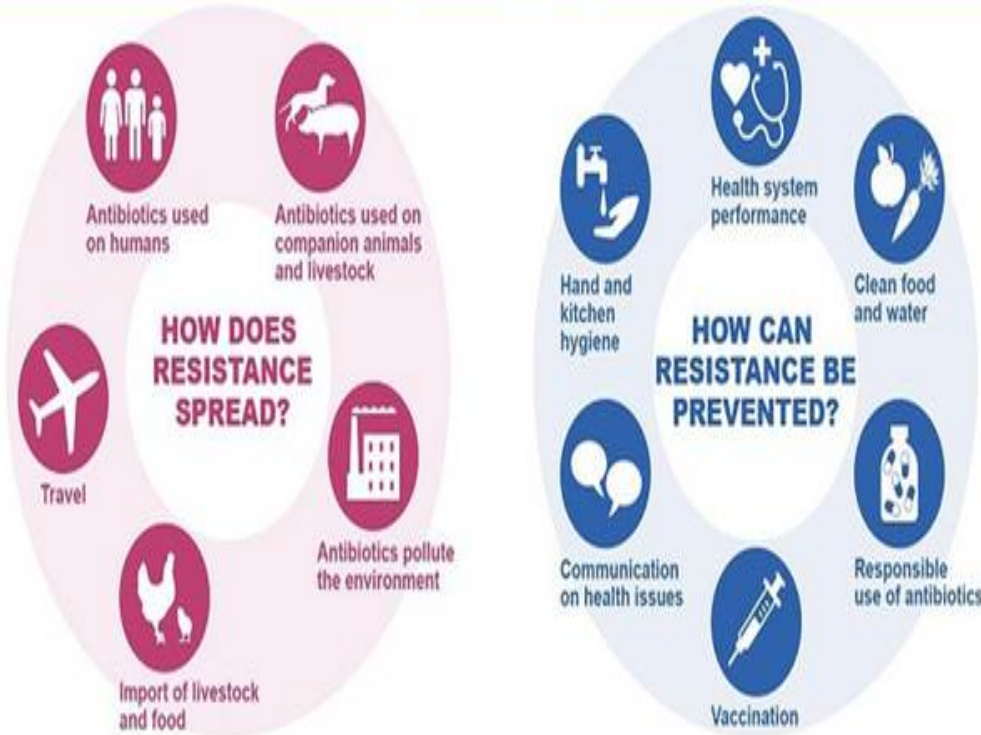 HOW DOES
RESISTANCE
SPREAD?
Antibiotics used
on humans
Antibiotics used on
companion animals
and livestock
Antibiotics pollute
the environment
Import of livestock
and food
Travel
HOW CAN
RESISTANCE BE
PREVENTED?
Health system
performance
Clean food
and water
Responsible
use of antibiotics
Vaccination
Communication
on health issues
Hand and
kitchen
hygiene